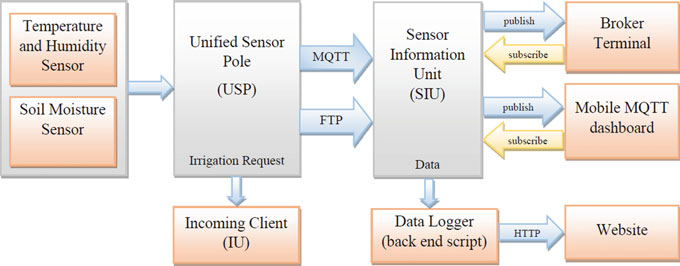 Temperature
and Humidity
Sensor
Soil Moisture
Sensor
Unified Sensor
Pole
(USP)
Irrigation Request
MQTT
FTP
Sensor
Information
Unit
(SIU)
Data
publish
subscribe
publish
subscribe
Broker
Terminal
Mobile MQTT
dashboard
Incoming Client
(IU)
Data Logger
(back end script)
HTTP
Website